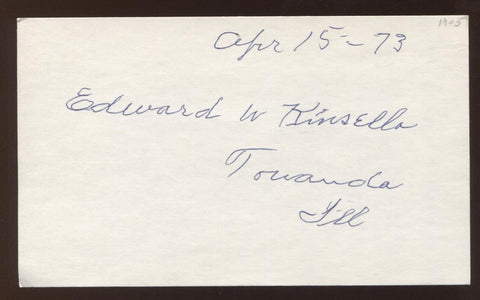 1905
Apr 15-73
Edward W Kinsella
Towanda
Ill